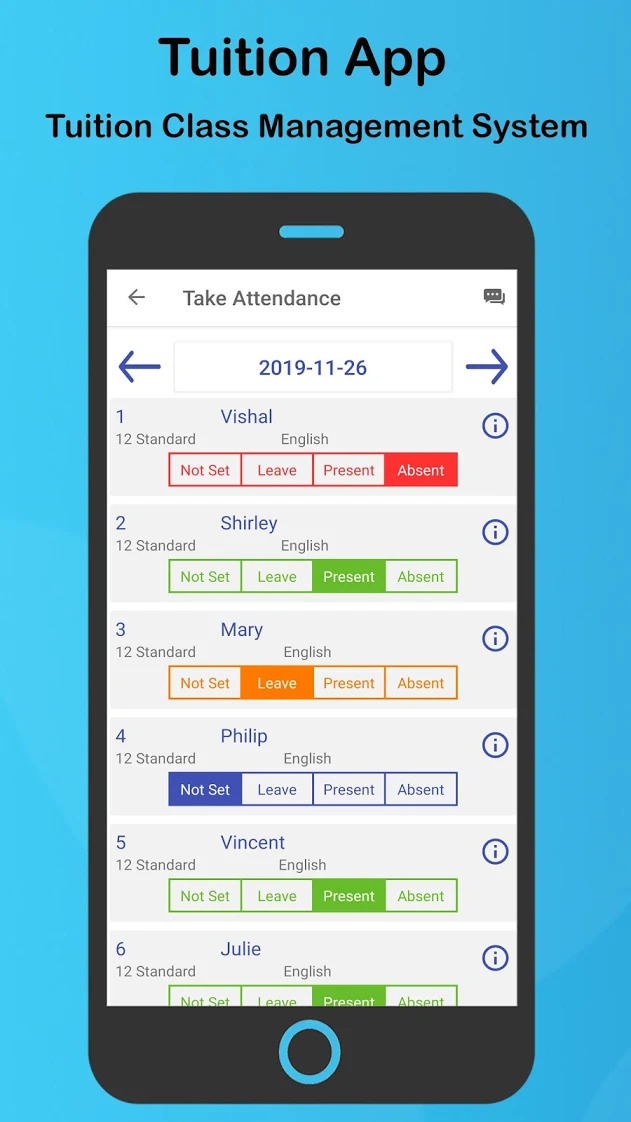 Tuition App
Tuition Class Management System
Take Attendance
2019-11-26
1 Vishal
12 Standard English
Not Set Leave Present Absent
2 Shirley
12 Standard English
Not Set Leave Present Absent
3 Mary
12 Standard English
Not Set Leave Present Absent
4 Philip
12 Standard English
Not Set Leave Present Absent
5 Vincent
12 Standard English
Not Set Leave Present Absent
6 Julie
12 Standard English
Not Set Leave Present Absent